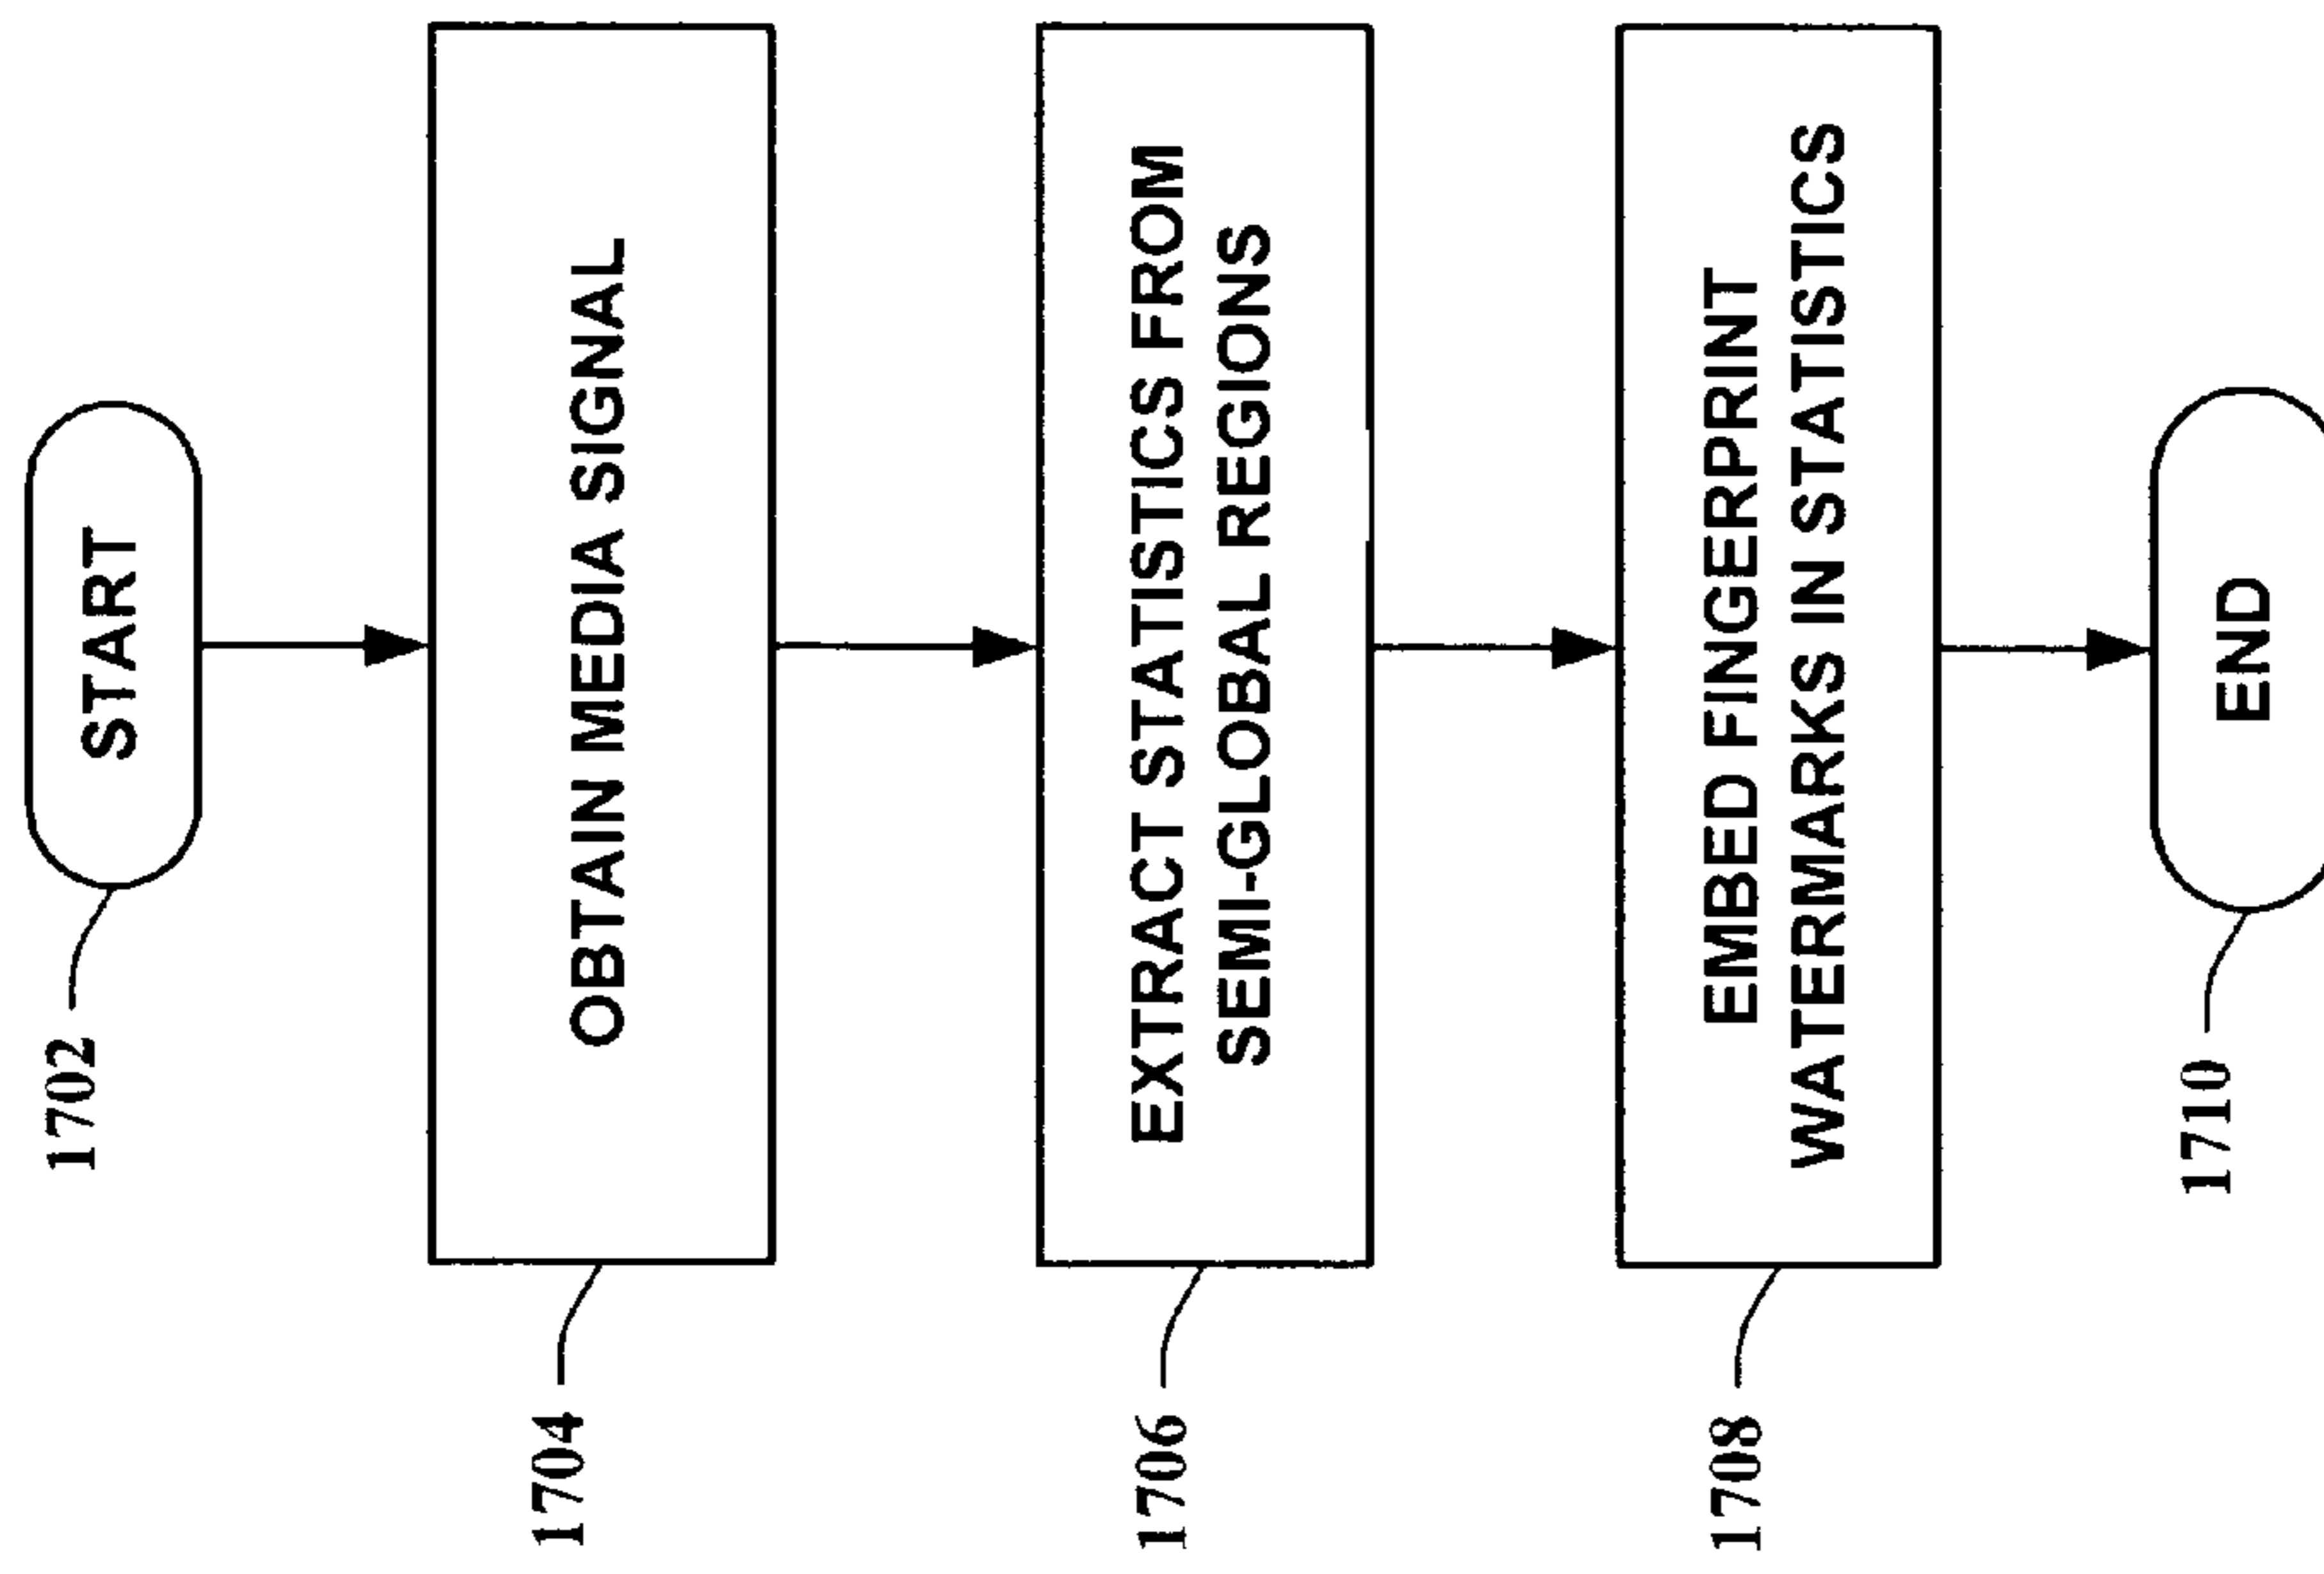 START
1702
OBTAIN MEDIA SIGNAL
1704
EXTRACT STATISTICS FROM
SEMI-GLOBAL REGIONS
1706
EMBED FINGERPRINT
WATERMARKS IN STATISTICS
1708
END
1710